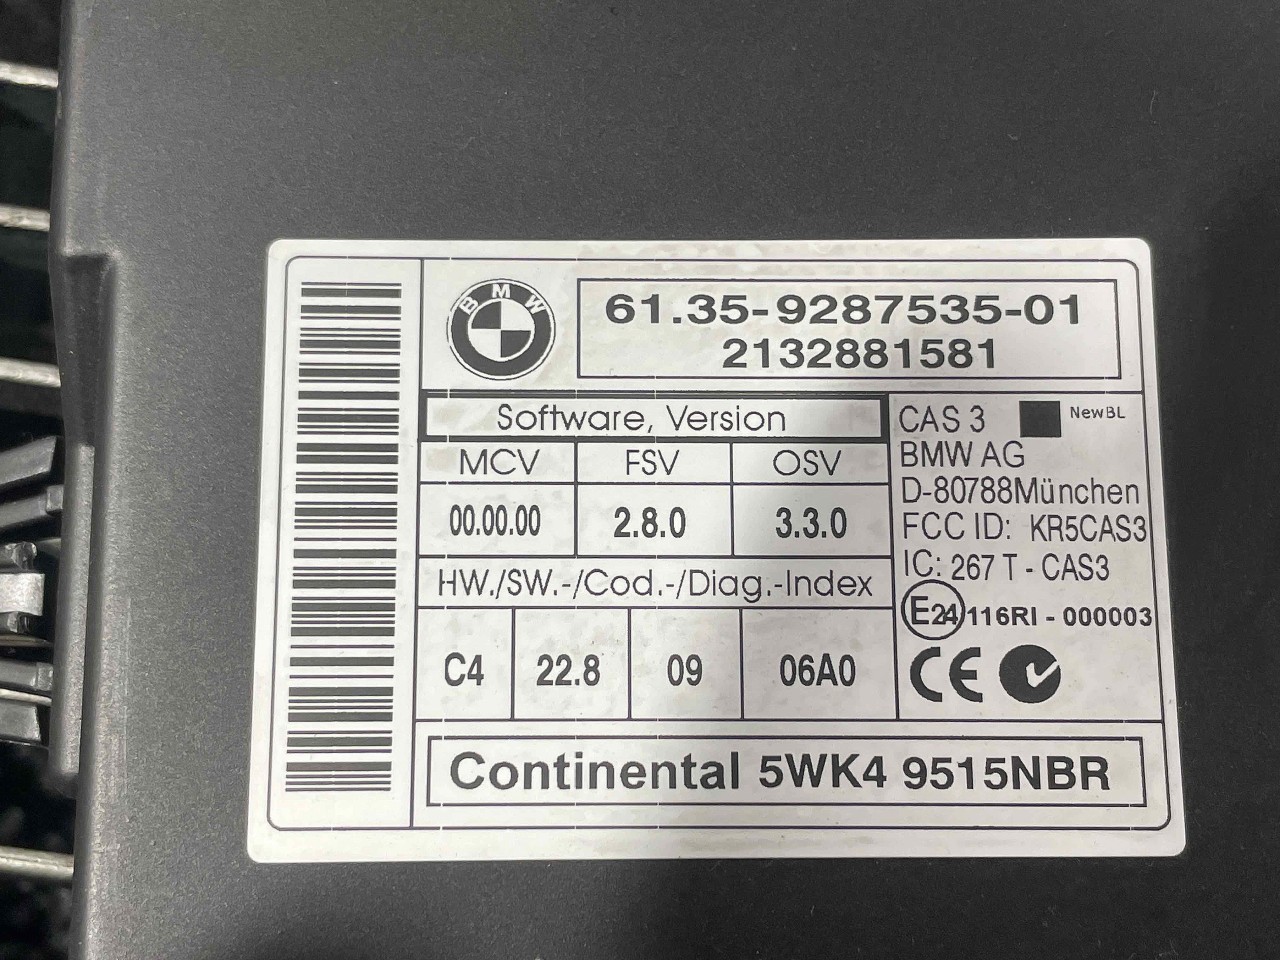 BMW
61.35-9287535-01
2132881581
Software, Version
MCV FSV OSV
00.00.00 2.8.0 3.3.0
HW./SW.-/Cod.-/Diag.-Index
C4 22.8 09 06A0
CAS 3 NewBL
BMW AG
D-80788München
FCC ID: KR5CAS3
IC: 267 T - CAS3
E24 116RI - 000003
CE
Continental 5WK4 9515NBR